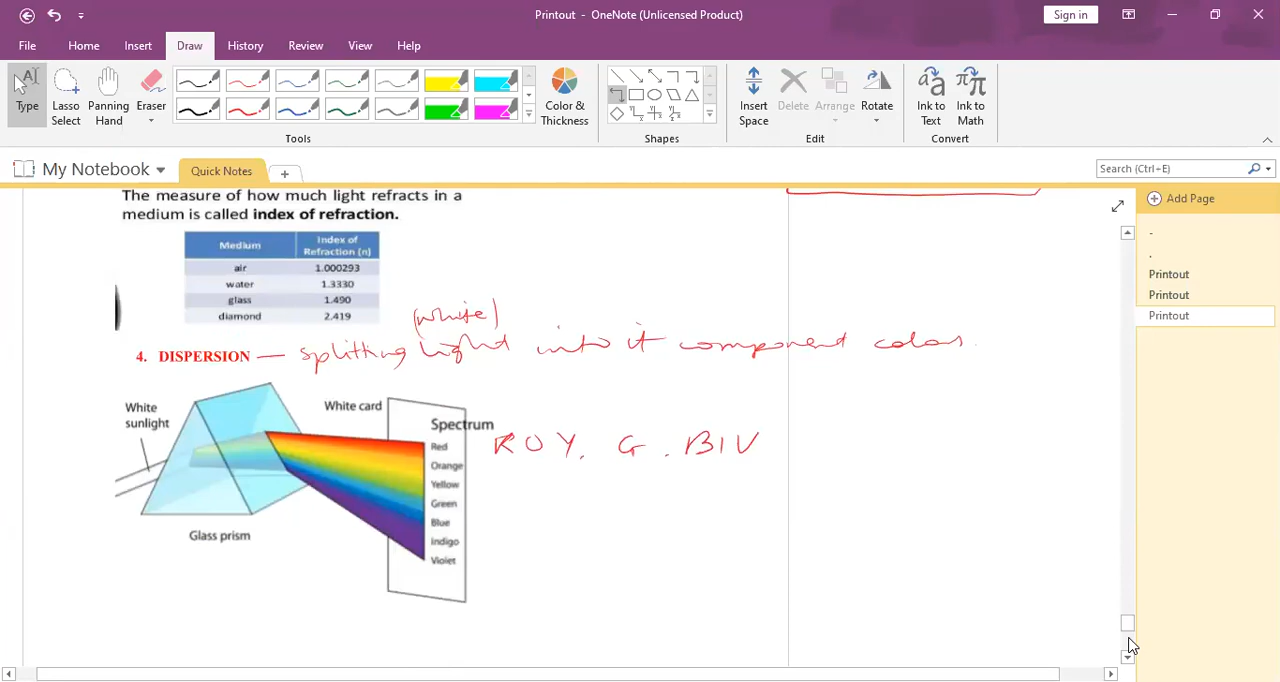 Printout - OneNote (Unlicensed Product)
Sign in
File Home Insert Draw History Review View Help
Type
Lasso Select
Panning Hand
Eraser
Color & Thickness
Insert Space
Delete
Arrange
Rotate
Ink to Text
Ink to Math
Tools
Shapes
Edit
Convert
My Notebook
Quick Notes
Search (Ctrl+E)
Add Page
-
.
Printout
Printout
Printout
The measure of how much light refracts in a
medium is called index of refraction.
Medium Index of Refraction (n)
air 1.000293
water 1.3330
glass 1.490
diamond 2.419
(white)
4. DISPERSION — splitting light into it component colors.
White sunlight
White card
Spectrum
Red
Orange
Yellow
Green
Blue
Indigo
Violet
ROY. G. BIV
Glass prism